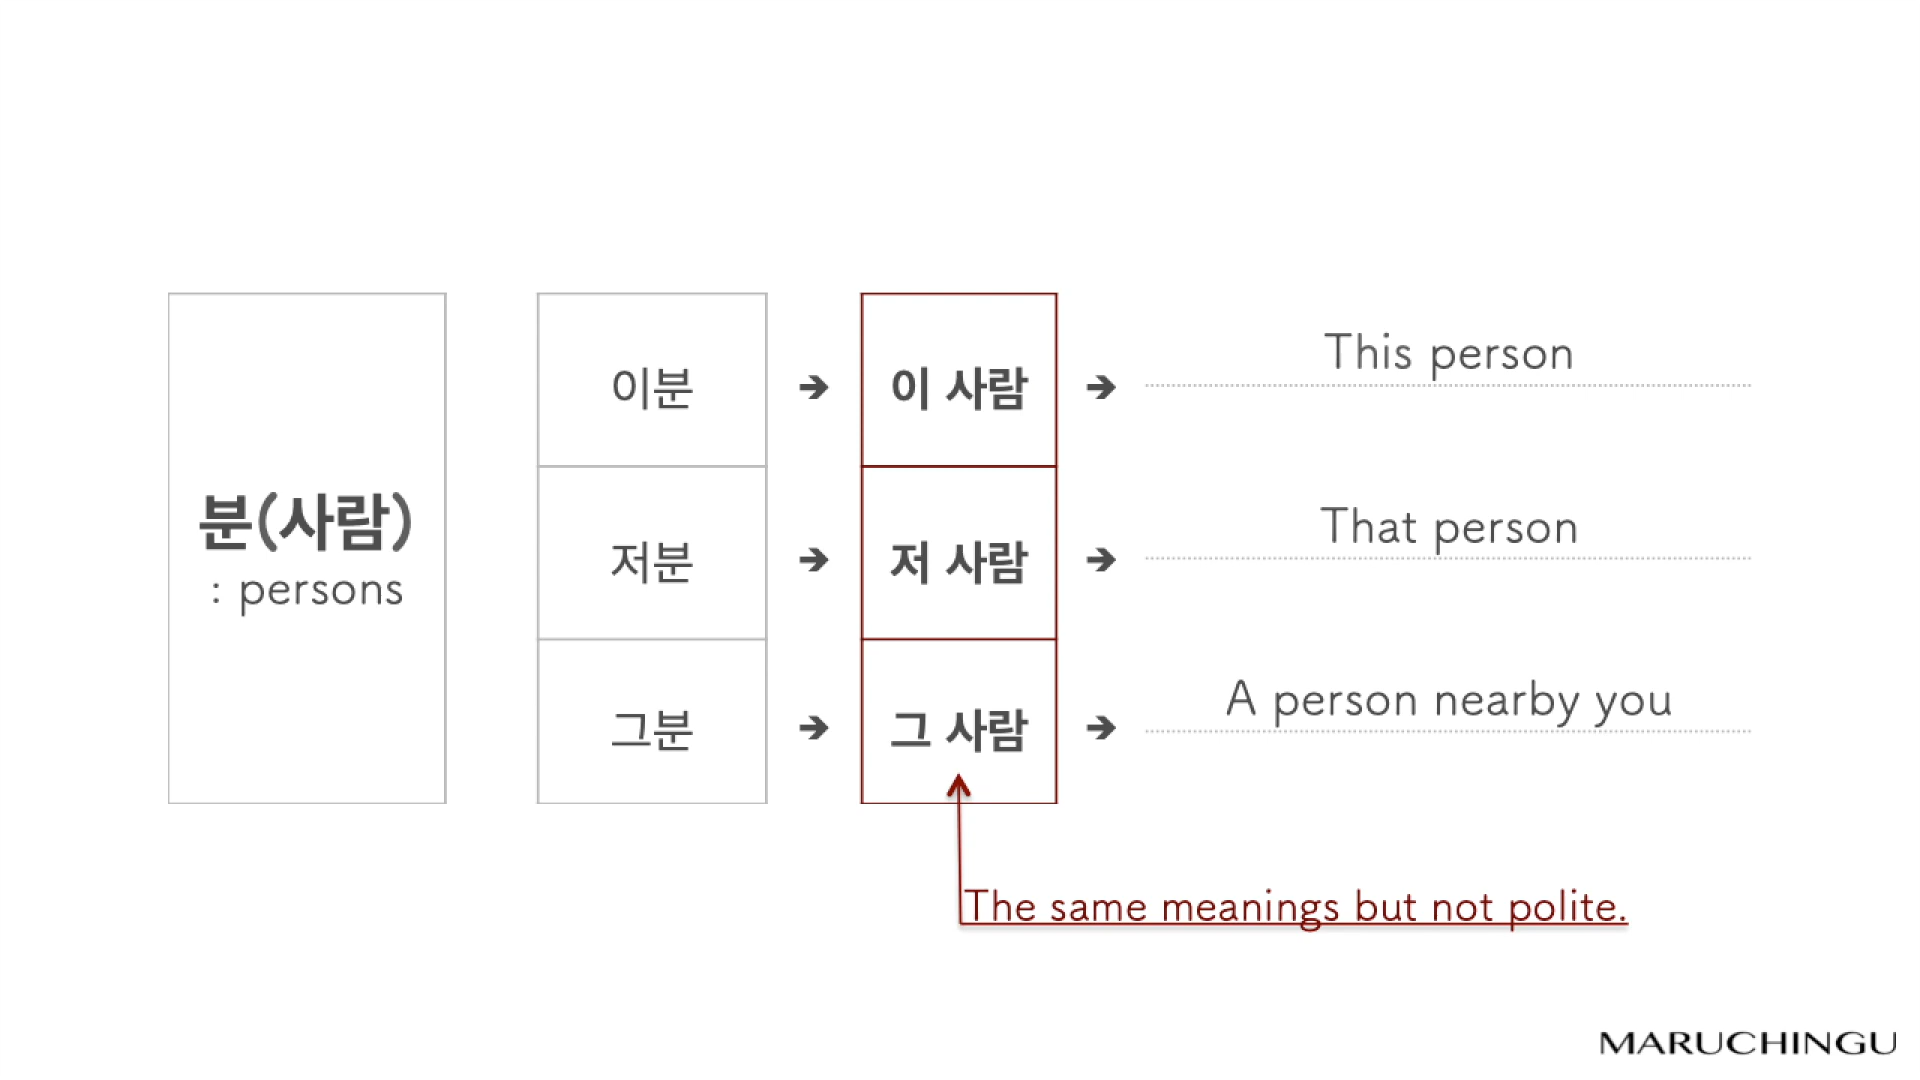 분(사람)
: persons
이분 → 이 사람 → This person
저분 → 저 사람 → That person
그분 → 그 사람 → A person nearby you
The same meanings but not polite.
MARUCHINGU